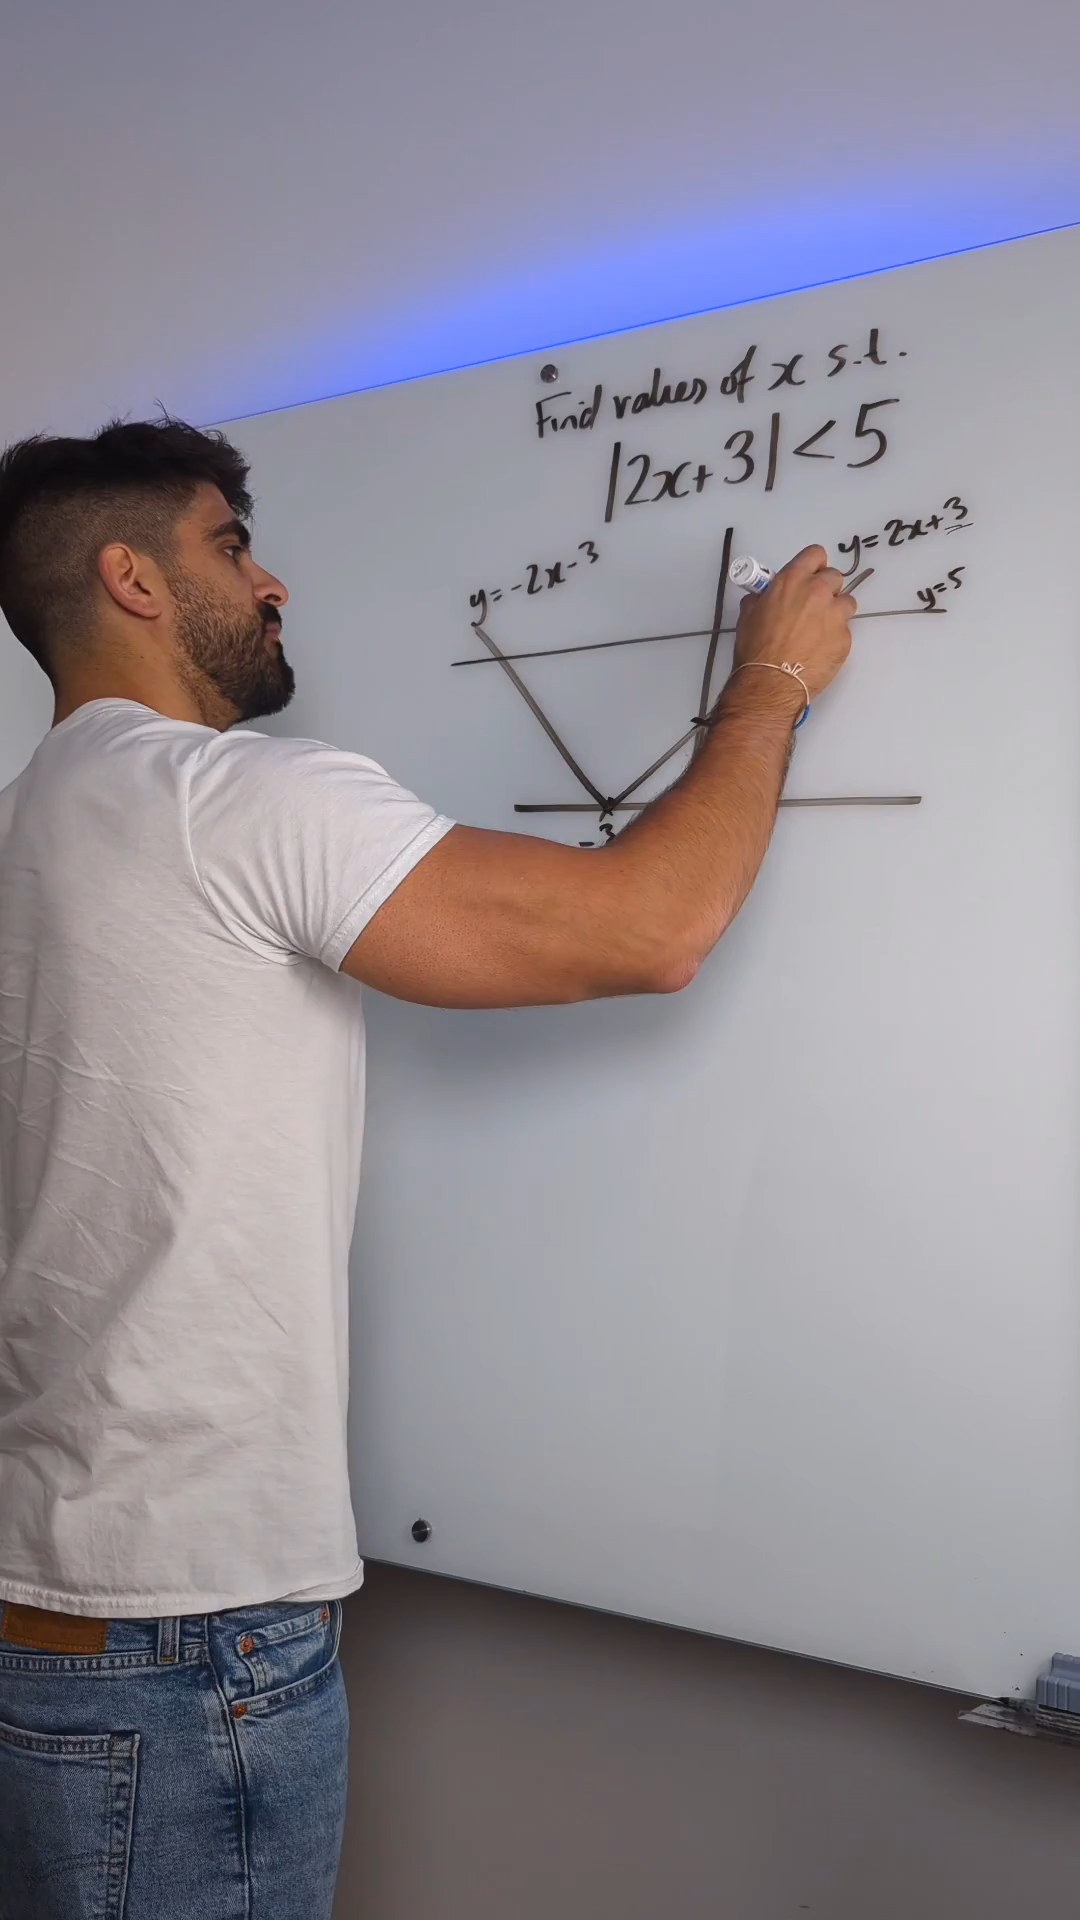 Find values of x s.t.
|2x+3|<5
y=-2x-3
y=2x+3
y=5
-3